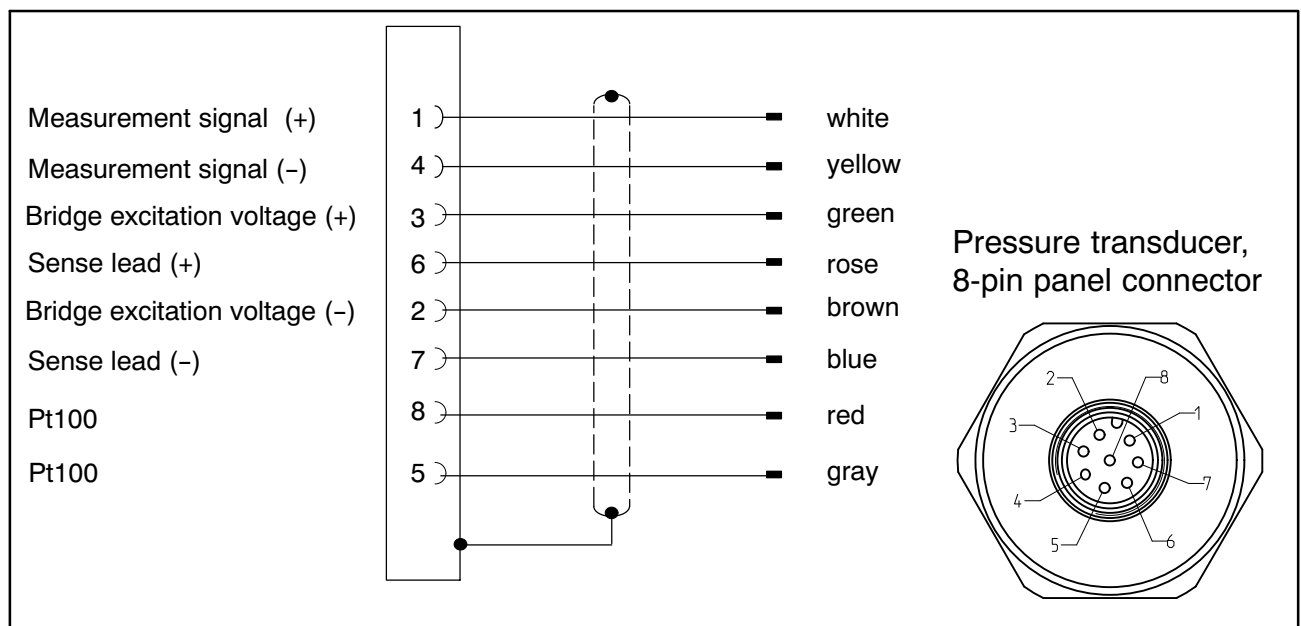 Measurement signal (+) 1 white
Measurement signal (−) 4 yellow
Bridge excitation voltage (+) 3 green
Sense lead (+) 6 rose
Bridge excitation voltage (−) 2 brown
Sense lead (−) 7 blue
Pt100 8 red
Pt100 5 gray
Pressure transducer,
8-pin panel connector
2 8
3 1
4 7
5 6